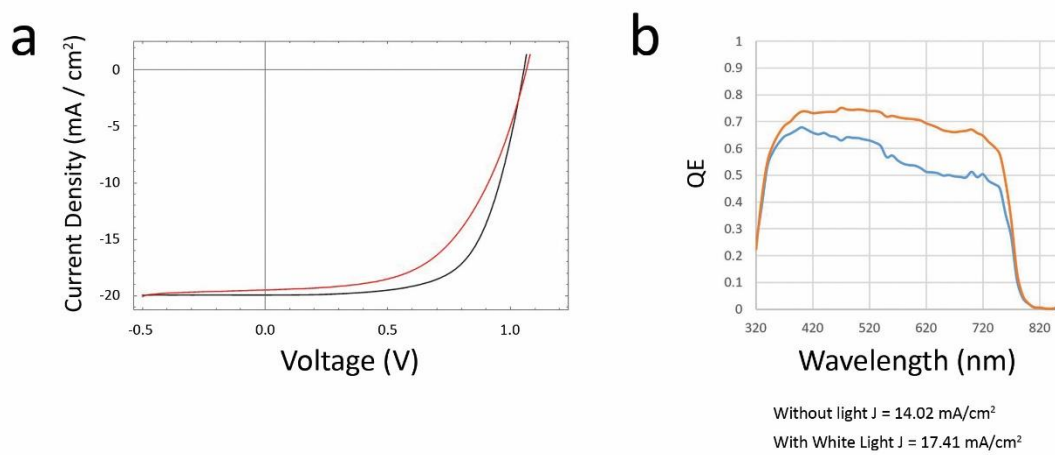 a
Current Density (mA / cm²)
0
-5
-10
-15
-20
-0.5 0.0 0.5 1.0
Voltage (V)
b
QE
1
0.9
0.8
0.7
0.6
0.5
0.4
0.3
0.2
0.1
0
320 420 520 620 720 820
Wavelength (nm)
Without light J = 14.02 mA/cm²
With White Light J = 17.41 mA/cm²